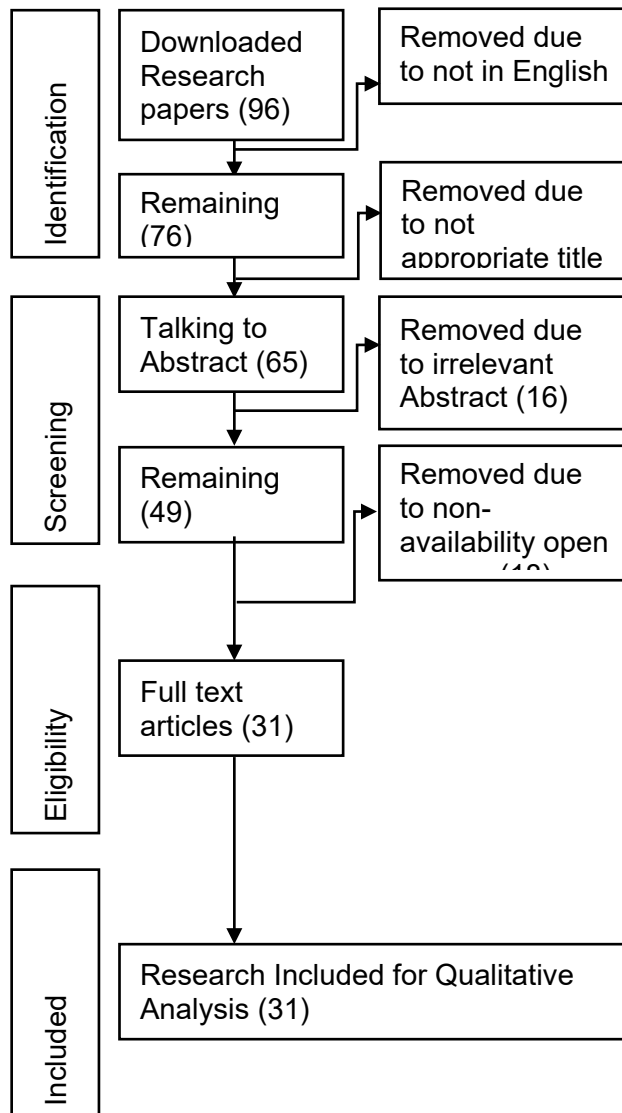 Identification
Downloaded
Research
papers (96)
Removed due
to not in English
Remaining
(76)
Removed due
to not
appropriate title
Screening
Talking to
Abstract (65)
Removed due
to irrelevant
Abstract (16)
Remaining
(49)
Removed due
to non-
availability open
(18)
Eligibility
Full text
articles (31)
Included
Research Included for Qualitative
Analysis (31)